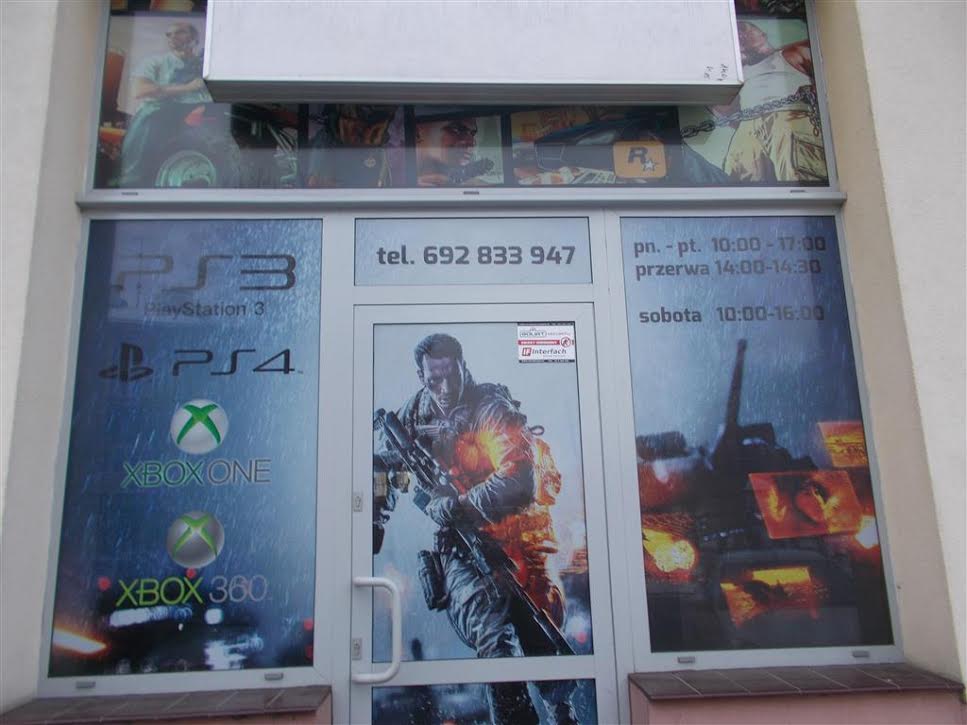 R
tel. 692 833 947
pn. - pt. 10:00 - 17:00
przerwa 14:00-14:30
sobota 10:00-16:00
PS3
PlayStation 3
PS4
XBOX ONE
XBOX 360
IF Interfach